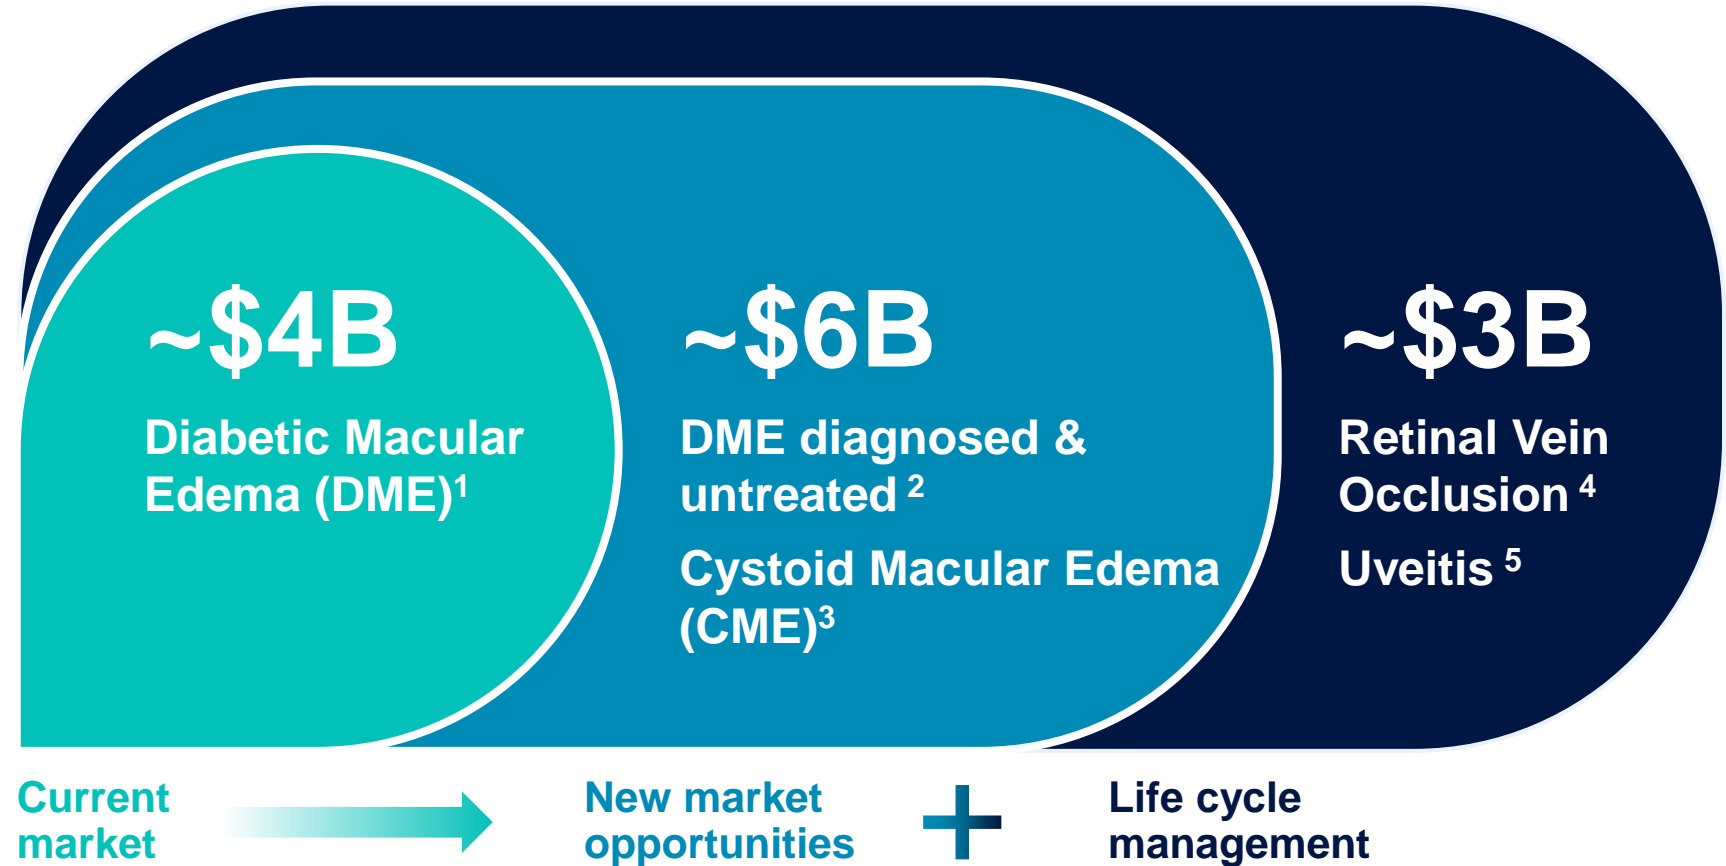 ~$4B
Diabetic Macular
Edema (DME)1
~$6B
DME diagnosed &
untreated 2
Cystoid Macular Edema
(CME)3
~$3B
Retinal Vein
Occlusion 4
Uveitis 5
Current
market
New market
opportunities
+
Life cycle
management